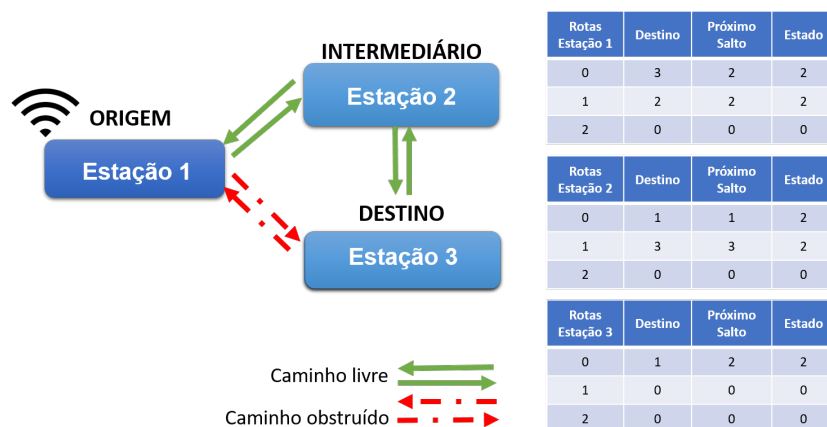 INTERMEDIÁRIO
Estação 2
ORIGEM
Estação 1
DESTINO
Estação 3
Caminho livre
Caminho obstruído
Rotas Estação 1 Destino Próximo Salto Estado
0 3 2 2
1 2 2 2
2 0 0 0
Rotas Estação 2 Destino Próximo Salto Estado
0 1 1 2
1 3 3 2
2 0 0 0
Rotas Estação 3 Destino Próximo Salto Estado
0 1 2 2
1 0 0 0
2 0 0 0